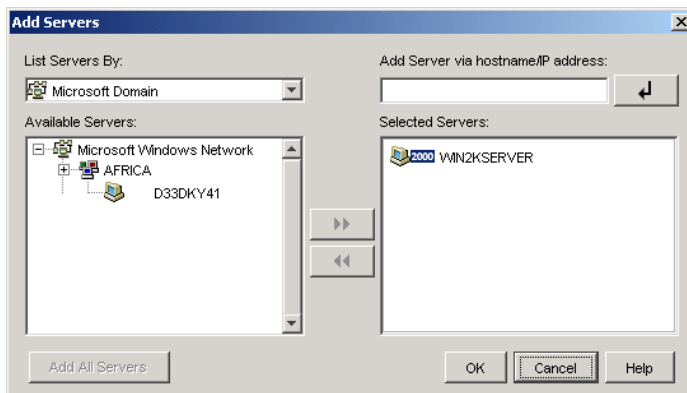 Add Servers
List Servers By:
Add Server via hostname/IP address:
Microsoft Domain
Available Servers:
Selected Servers:
Microsoft Windows Network
AFRICA
D33DKY41
2000 WIN2KSERVER
Add All Servers
OK
Cancel
Help